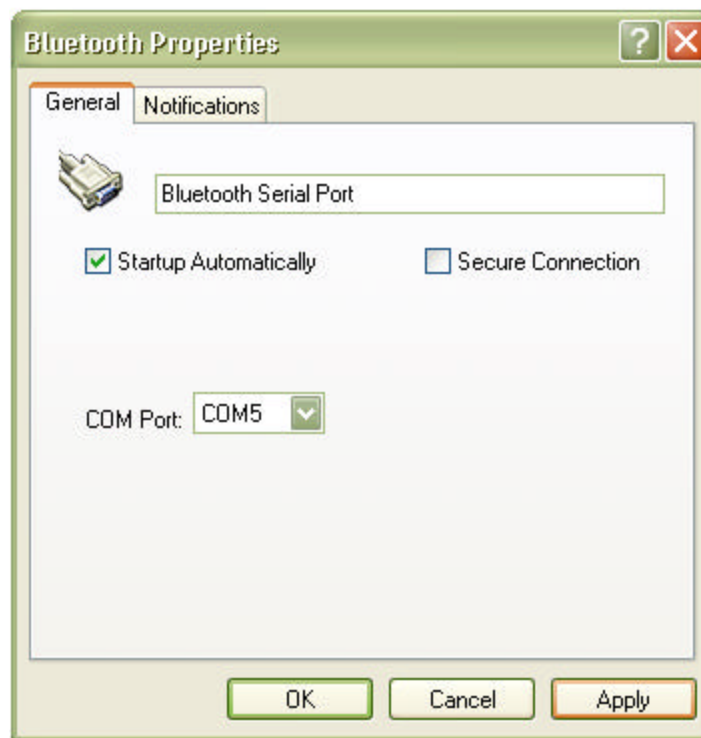 Bluetooth Properties
General Notifications
Bluetooth Serial Port
Startup Automatically Secure Connection
COM Port: COM5
OK Cancel Apply